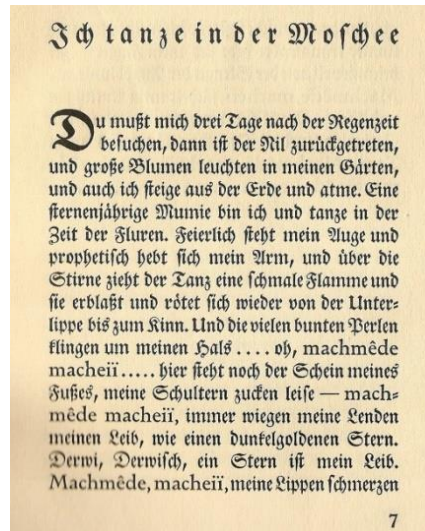 Ich tanze in der Moschee
Du mußt mich drei Tage nach der Regenzeit
besuchen, dann ist der Nil zurückgetreten,
und große Blumen leuchten in meinen Gärten,
und auch ich steige aus der Erde und atme. Eine
sternenjährige Mumie bin ich und tanze in der
Zeit der Fluren. Feierlich steht mein Auge und
prophetisch hebt sich mein Arm, und über die
Stirne zieht der Tanz eine schmale Flamme und
sie erblaßt und rötet sich wieder von der Unter-
lippe bis zum Kinn. Und die vielen bunten Perlen
klingen um meinen Hals .... oh, machmêde
macheiï ..... hier steht noch der Schein meines
Fußes, meine Schultern zucken leise — mach-
mêde macheiï, immer wiegen meine Lenden
meinen Leib, wie einen dunkelgoldenen Stern.
Derwi, Derwisch, ein Stern ist mein Leib.
Machmêde, macheiï, meine Lippen schmerzen
7